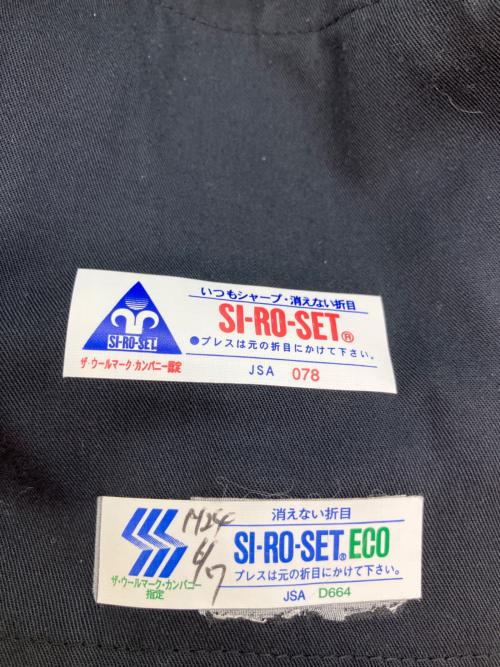 いつもシャープ・消えない折目
SI-RO-SET®
●プレスは元の折目にかけて下さい。
JSA 078
SI-RO-SET
ザ・ウールマーク・カンパニー認定
消えない折目
SI-RO-SET® ECO
プレスは元の折目にかけて下さい。
JSA D664
ザ・ウールマーク・カンパニー
指定
6/7